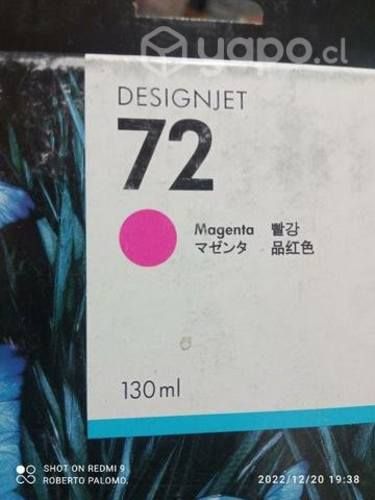 yapo.cl
DESIGNJET
72
Magenta 빨강
マゼンタ 品红色
130ml
SHOT ON REDMI 9
ROBERTO PALOMO.
2022/12/20 19:38